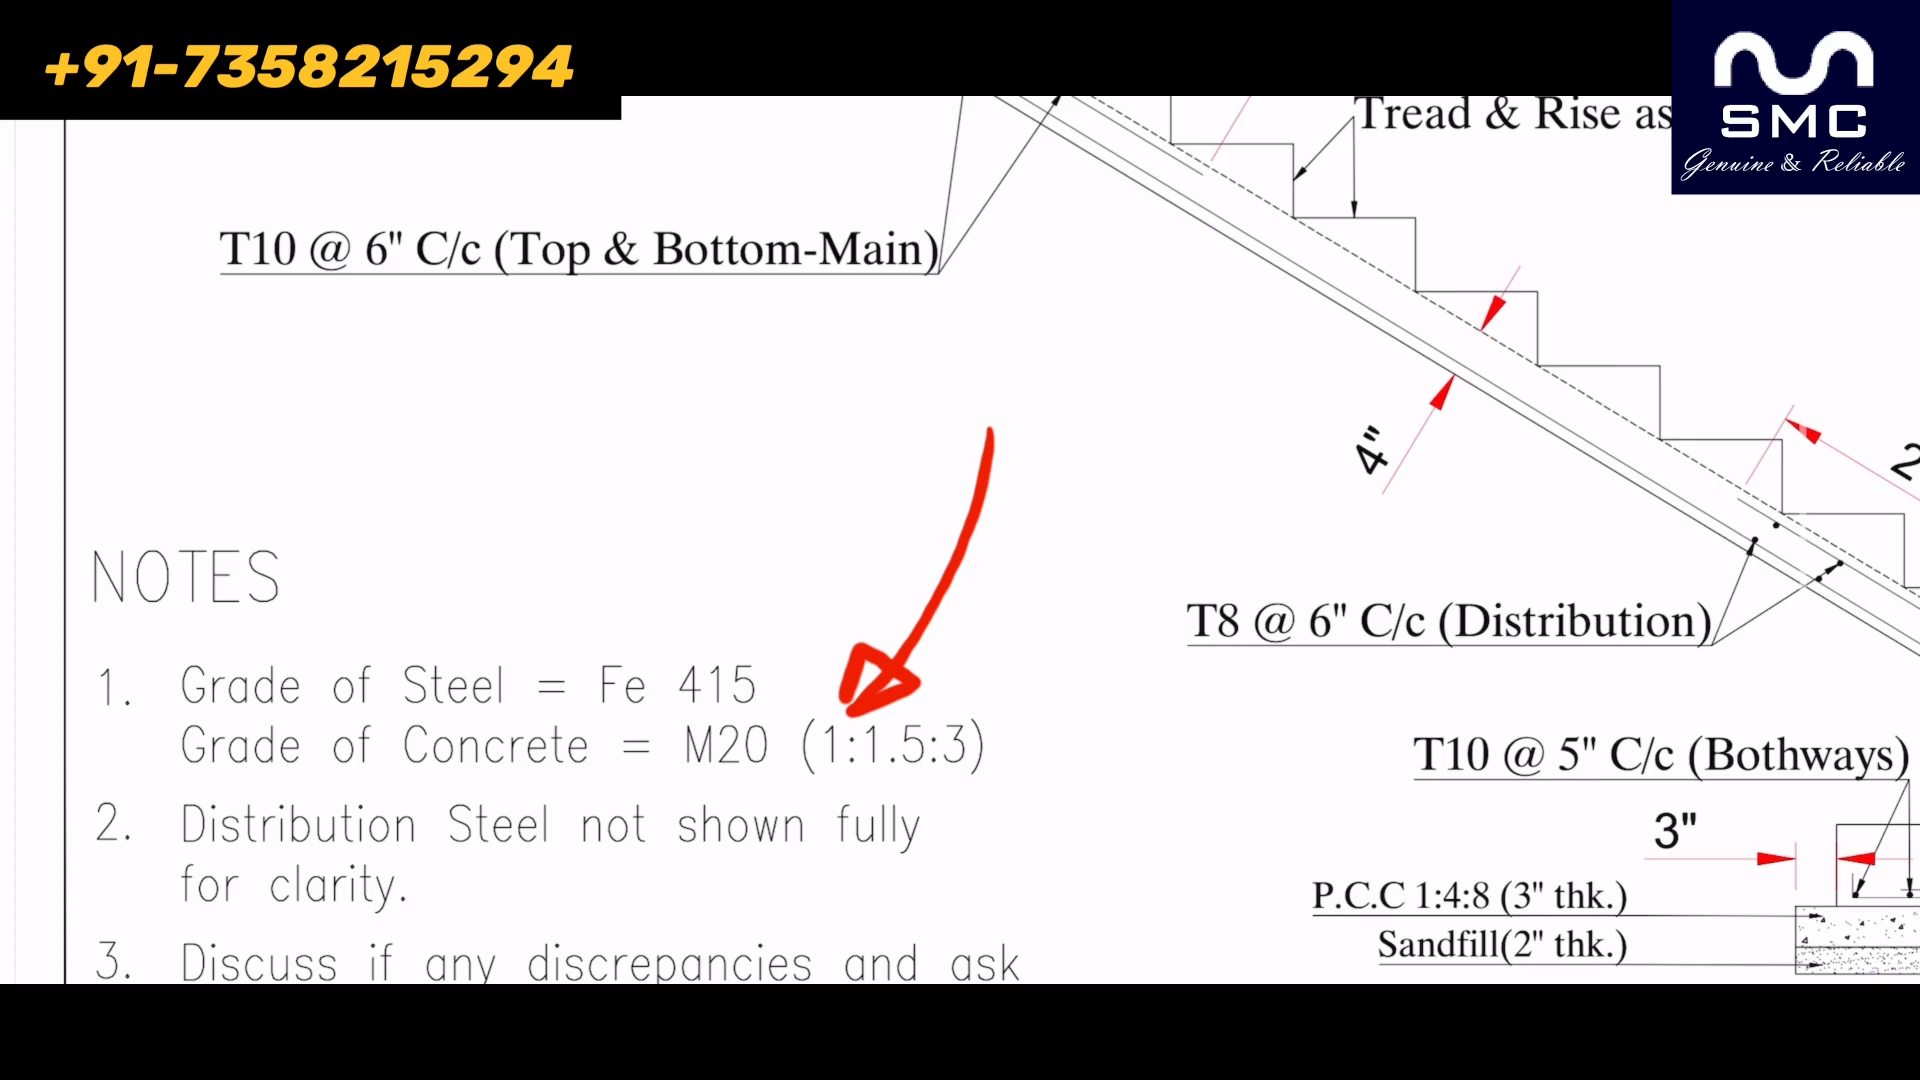 +91-7358215294
SMC
Genuine & Reliable
Tread & Rise as
T10 @ 6" C/c (Top & Bottom-Main)
4"
2
T8 @ 6" C/c (Distribution)
NOTES
1. Grade of Steel = Fe 415
Grade of Concrete = M20 (1:1.5:3)
2. Distribution Steel not shown fully
for clarity.
3. Discuss if any discrepancies and ask
T10 @ 5" C/c (Bothways)
3"
P.C.C 1:4:8 (3" thk.)
Sandfill(2" thk.)